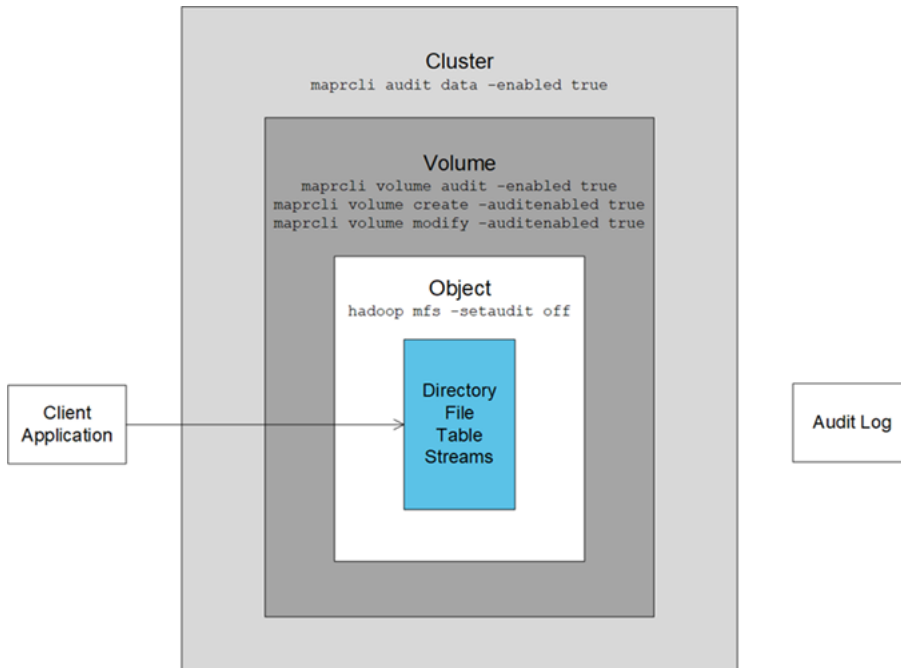 Cluster
maprcli audit data -enabled true
Volume
maprcli volume audit -enabled true
maprcli volume create -auditenabled true
maprcli volume modify -auditenabled true
Object
hadoop mfs -setaudit off
Directory
File
Table
Streams
Client
Application
Audit Log